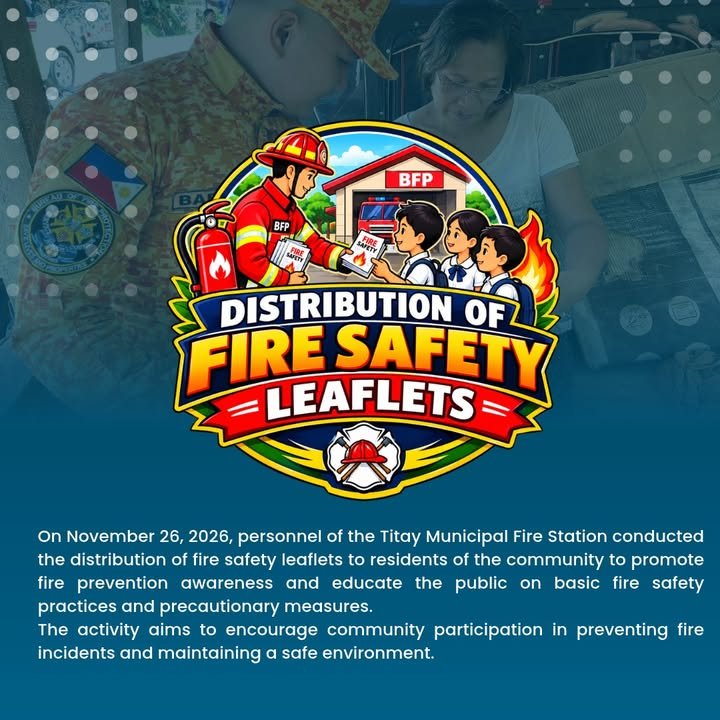 BFP
BFP
FIRE
SAFETY
FIRE
SAFETY
DISTRIBUTION OF
FIRE SAFETY
LEAFLETS
On November 26, 2026, personnel of the Titay Municipal Fire Station conducted
the distribution of fire safety leaflets to residents of the community to promote
fire prevention awareness and educate the public on basic fire safety
practices and precautionary measures.
The activity aims to encourage community participation in preventing fire
incidents and maintaining a safe environment.